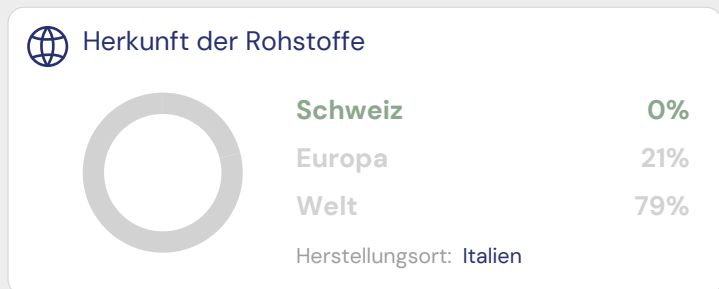 Herkunft der Rohstoffe
Schweiz 0%
Europa 21%
Welt 79%
Herstellungsort: Italien